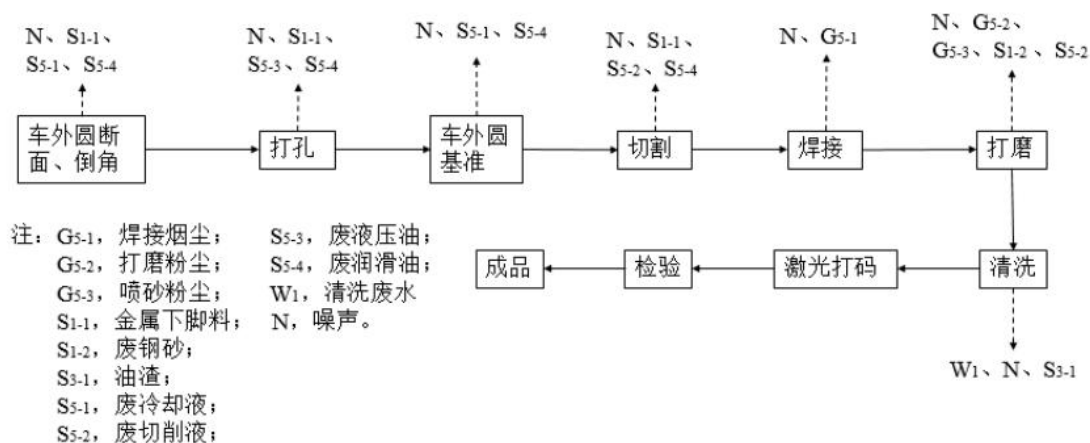 N、S1-1、
S5-1、S5-4
N、S1-1、
S5-3、S5-4
N、S5-1、S5-4
N、S1-1、
S5-2、S5-4
N、G5-1
N、G5-2、
G5-3、S1-2、S5-2
车外圆断
面、倒角
打孔
车外圆
基准
切割
焊接
打磨
成品
检验
激光打码
清洗
W1、N、S3-1
注：G5-1，焊接烟尘；
G5-2，打磨粉尘；
G5-3，喷砂粉尘；
S1-1，金属下脚料；
S1-2，废钢砂；
S3-1，油渣；
S5-1，废冷却液；
S5-2，废切削液；
S5-3，废液压油；
S5-4，废润滑油；
W1，清洗废水
N，噪声。